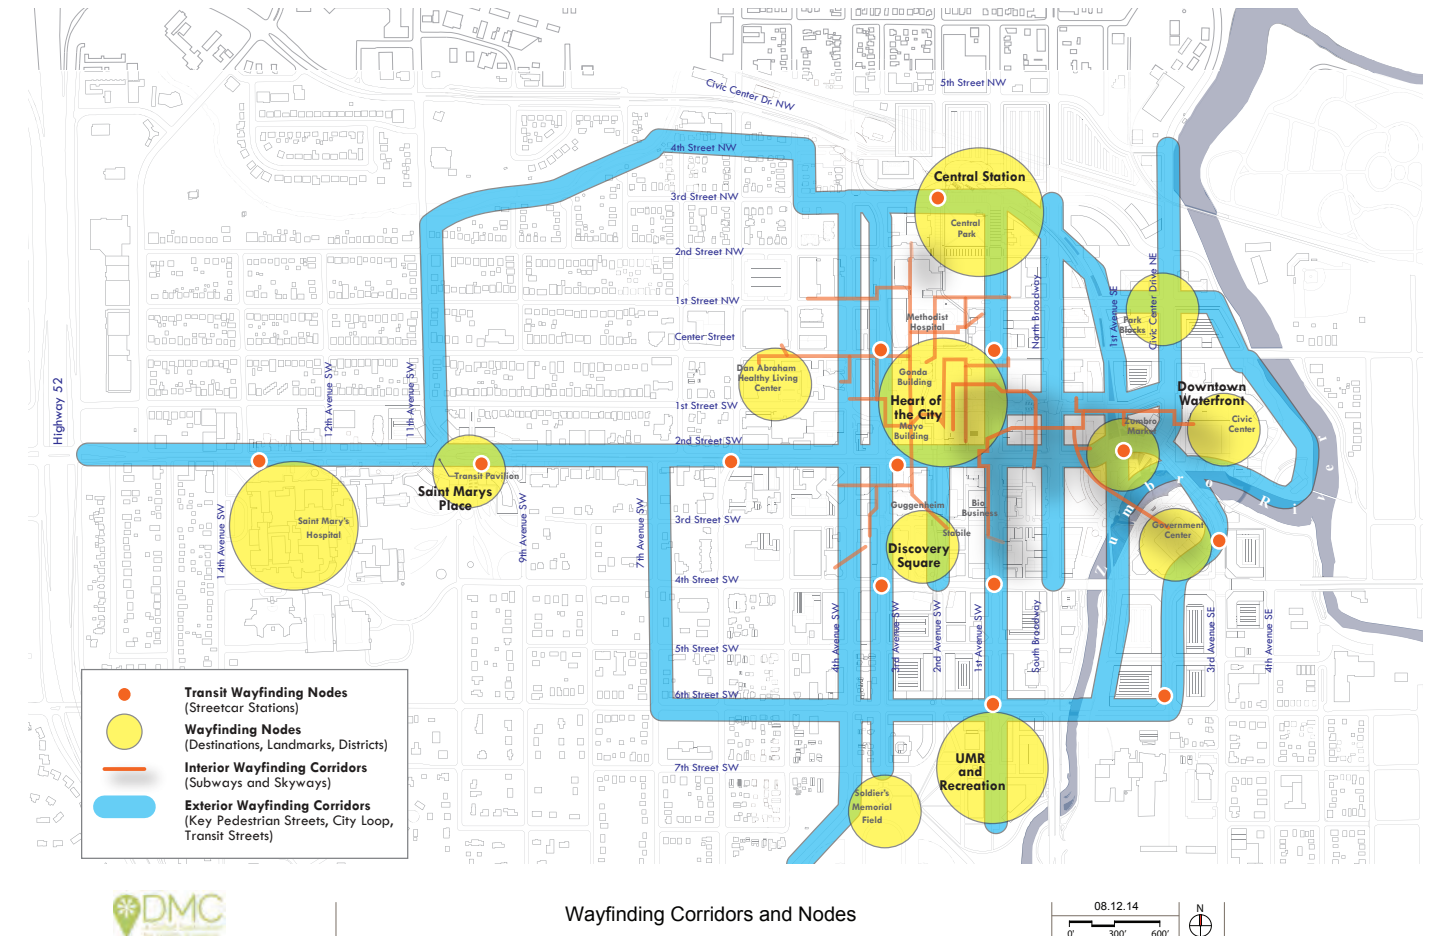 5th Street NW
Civic Center Dr. NW
4th Street NW
Central Station
3rd Street NW
Central
Park
2nd Street NW
1st Street NW
Center Street
Methodist
Hospital
North Broadway
1st Avenue SE
Civic Center Drive NE
Park
Blocks
Highway 52
12th Avenue SW
11th Avenue SW
Dan Abraham
Healthy Living
Center
Gonda
Building
Heart of
the City
Mayo
Building
Downtown
Waterfront
Civic
Center
Zumbro
Market
1st Street SW
2nd Street SW
Transit Pavilion
Saint Marys
Place
Saint Mary's
Hospital
14th Avenue SW
9th Avenue SW
7th Avenue SW
3rd Street SW
Guggenheim
Bio
Business
Stabile
Discovery
Square
Government
Center
Zumbro River
4th Street SW
4th Avenue SW
3rd Avenue SW
2nd Avenue SW
1st Avenue SW
South Broadway
3rd Avenue SE
4th Avenue SE
5th Street SW
6th Street SW
7th Street SW
UMR
and
Recreation
Soldier's
Memorial
Field
Transit Wayfinding Nodes
(Streetcar Stations)
Wayfinding Nodes
(Destinations, Landmarks, Districts)
Interior Wayfinding Corridors
(Subways and Skyways)
Exterior Wayfinding Corridors
(Key Pedestrian Streets, City Loop,
Transit Streets)
DMC
Wayfinding Corridors and Nodes
08.12.14
0' 300' 600'
N